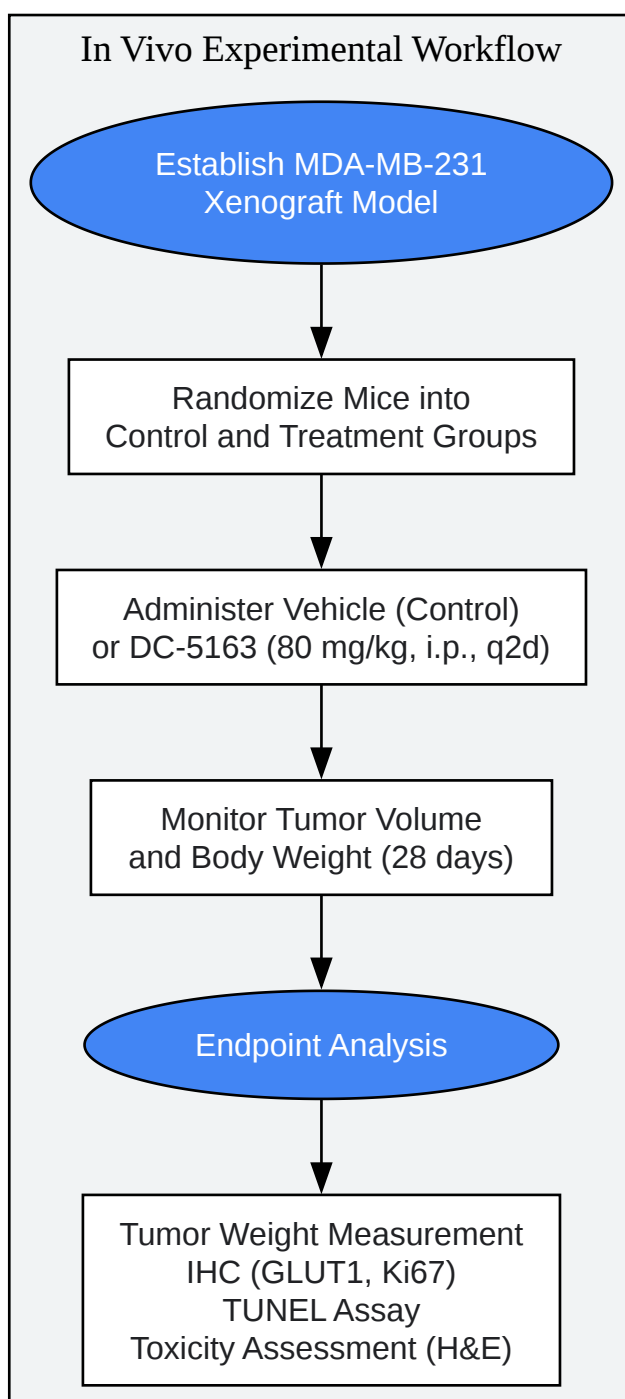 In Vivo Experimental Workflow
Establish MDA-MB-231
Xenograft Model
Randomize Mice into
Control and Treatment Groups
Administer Vehicle (Control)
or DC-5163 (80 mg/kg, i.p., q2d)
Monitor Tumor Volume
and Body Weight (28 days)
Endpoint Analysis
Tumor Weight Measurement
IHC (GLUT1, Ki67)
TUNEL Assay
Toxicity Assessment (H&E)